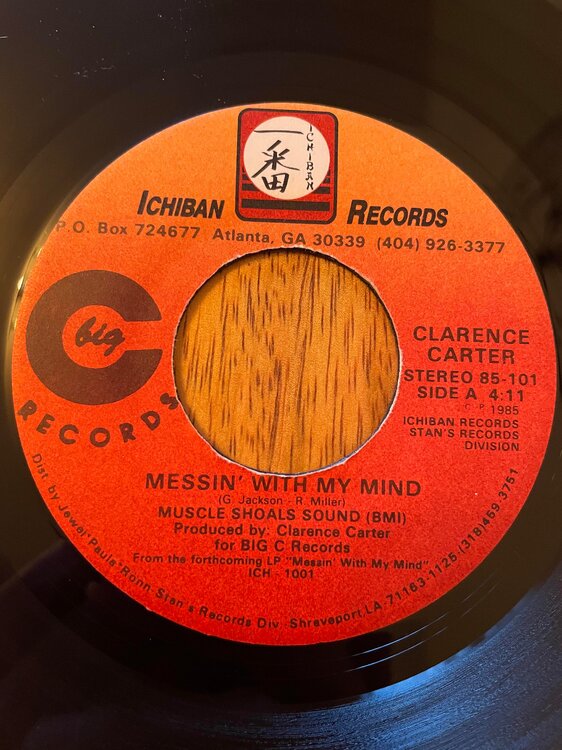 一番
ICHIBAN
ICHIBAN RECORDS
P.O. Box 724677 Atlanta, GA 30339 (404) 926-3377
big
RECORDS
CLARENCE
CARTER
STEREO 85-101
SIDE A 4:11
© ℗ 1985
ICHIBAN RECORDS
STAN'S RECORDS
DIVISION
MESSIN' WITH MY MIND
(G. Jackson - R. Miller)
MUSCLE SHOALS SOUND (BMI)
Produced by: Clarence Carter
for BIG C Records
From the forthcoming LP "Messin' With My Mind"
ICH - 1001
Dist. by Jewel•Paula•Ronn Stan's Records Div. Shreveport, LA. 71163-1125 (318)459-3751